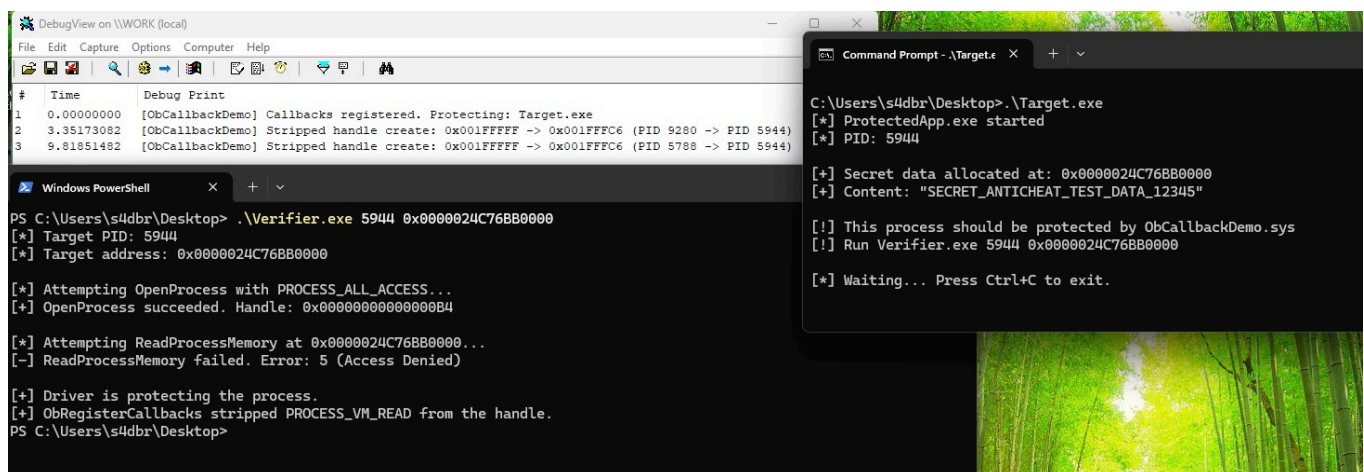 DebugView on \\WORK (local)
File Edit Capture Options Computer Help
# Time Debug Print
1 0.00000000 [ObCallbackDemo] Callbacks registered. Protecting: Target.exe
2 3.35173082 [ObCallbackDemo] Stripped handle create: 0x001FFFFF -> 0x001FFFC6 (PID 9280 -> PID 5944)
3 9.81851482 [ObCallbackDemo] Stripped handle create: 0x001FFFFF -> 0x001FFFC6 (PID 5788 -> PID 5944)
Windows PowerShell
PS C:\Users\s4dbr\Desktop> .\Verifier.exe 5944 0x0000024C76BB0000
[*] Target PID: 5944
[*] Target address: 0x0000024C76BB0000
[*] Attempting OpenProcess with PROCESS_ALL_ACCESS...
[+] OpenProcess succeeded. Handle: 0x00000000000000B4
[*] Attempting ReadProcessMemory at 0x0000024C76BB0000...
[-] ReadProcessMemory failed. Error: 5 (Access Denied)
[+] Driver is protecting the process.
[+] ObRegisterCallbacks stripped PROCESS_VM_READ from the handle.
PS C:\Users\s4dbr\Desktop>
Command Prompt - .\Target.e
C:\Users\s4dbr\Desktop>.\Target.exe
[*] ProtectedApp.exe started
[*] PID: 5944
[+] Secret data allocated at: 0x0000024C76BB0000
[+] Content: "SECRET_ANTICHEAT_TEST_DATA_12345"
[!] This process should be protected by ObCallbackDemo.sys
[!] Run Verifier.exe 5944 0x0000024C76BB0000
[*] Waiting... Press Ctrl+C to exit.